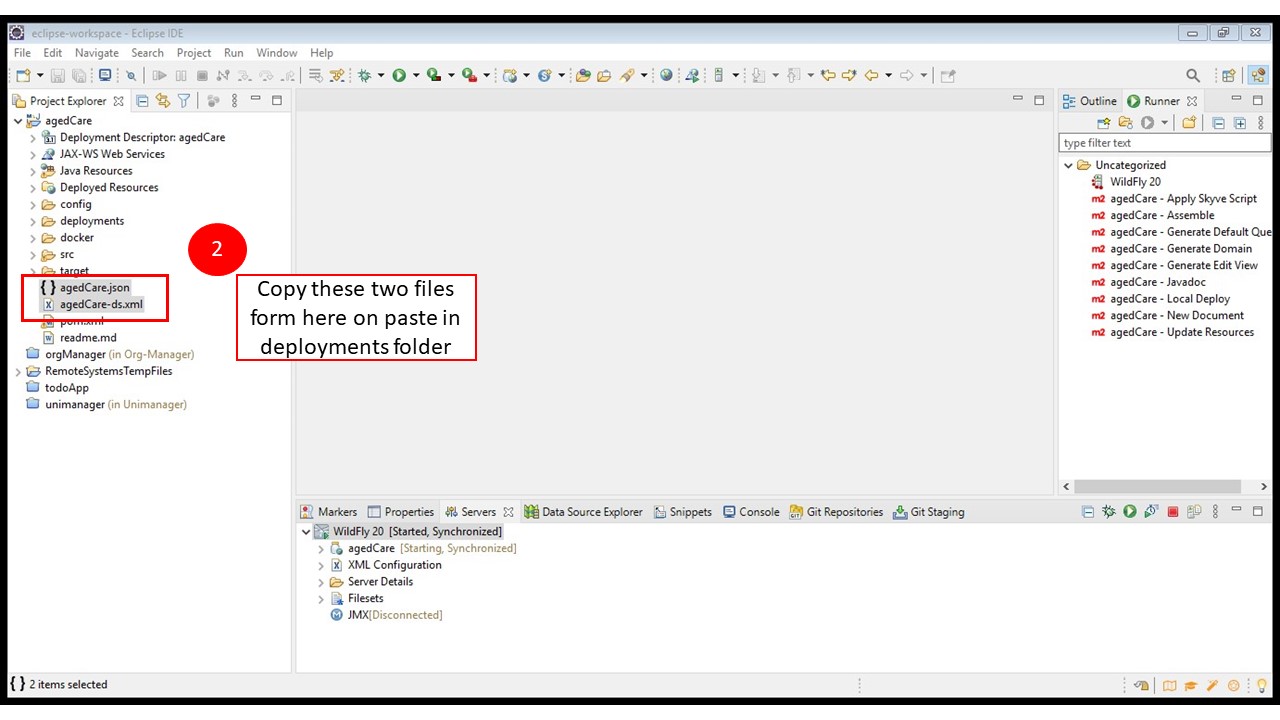 eclipse-workspace - Eclipse IDE
File Edit Navigate Search Project Run Window Help
Project Explorer
agedCare
Deployment Descriptor: agedCare
JAX-WS Web Services
Java Resources
Deployed Resources
config
deployments
docker
src
target
{ } agedCare.json
agedCare-ds.xml
pom.xml
readme.md
orgManager (in Org-Manager)
RemoteSystemsTempFiles
todoApp
unimanager (in Unimanager)
2
Copy these two files
form here on paste in
deployments folder
Outline Runner
type filter text
Uncategorized
WildFly 20
m2 agedCare - Apply Skyve Script
m2 agedCare - Assemble
m2 agedCare - Generate Default Que
m2 agedCare - Generate Domain
m2 agedCare - Generate Edit View
m2 agedCare - Javadoc
m2 agedCare - Local Deploy
m2 agedCare - New Document
m2 agedCare - Update Resources
Markers Properties Servers Data Source Explorer Snippets Console Git Repositories Git Staging
WildFly 20 [Started, Synchronized]
agedCare [Starting, Synchronized]
XML Configuration
Server Details
Filesets
JMX[Disconnected]
{ } 2 items selected